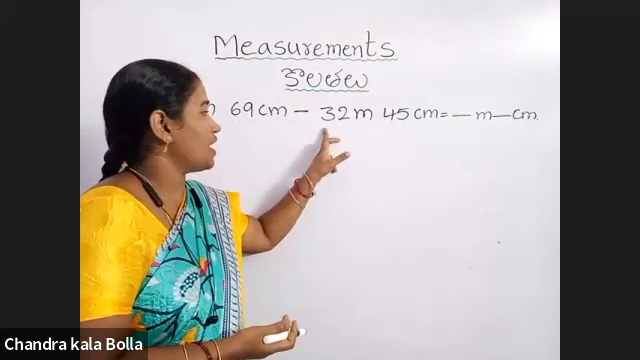 Measurements
కొలతలు
m 69cm - 32m 45cm=—m—cm.
Chandra kala Bolla